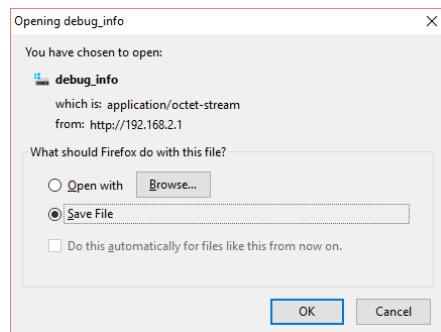 Opening debug_info
You have chosen to open:
debug_info
which is: application/octet-stream
from: http://192.168.2.1
What should Firefox do with this file?
Open with
Browse...
Save File
Do this automatically for files like this from now on.
OK
Cancel